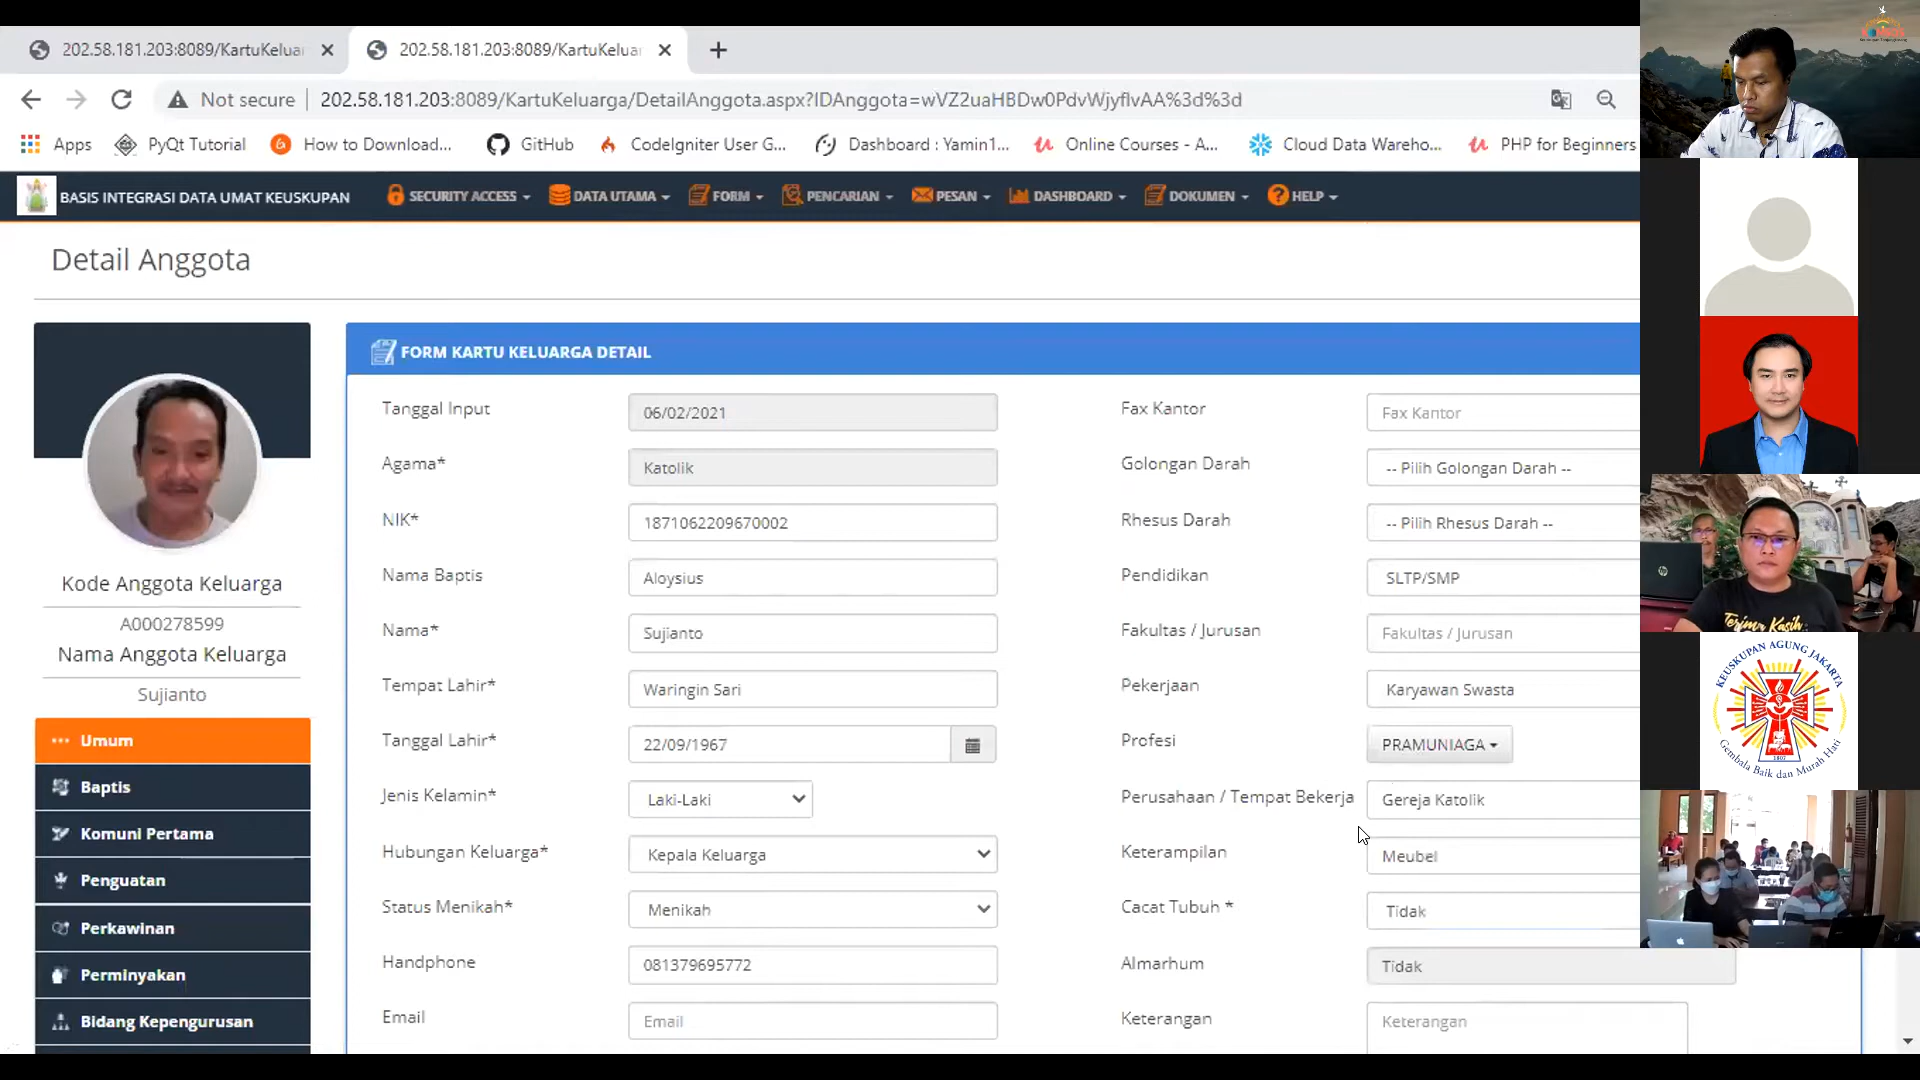 202.58.181.203:8089/KartuKeluar
202.58.181.203:8089/KartuKeluar
Not secure
202.58.181.203:8089/KartuKeluarga/DetailAnggota.aspx?IDAnggota=wVZ2uaHBDw0PdvWjyflvAA%3d%3d
Apps
PyQt Tutorial
How to Download...
GitHub
CodeIgniter User G...
Dashboard : Yamin1...
Online Courses - A...
Cloud Data Wareho...
PHP for Beginners
BASIS INTEGRASI DATA UMAT KEUSKUPAN
SECURITY ACCESS
DATA UTAMA
FORM
PENCARIAN
PESAN
DASHBOARD
DOKUMEN
HELP
Detail Anggota
Kode Anggota Keluarga
A000278599
Nama Anggota Keluarga
Sujianto
Umum
Baptis
Komuni Pertama
Penguatan
Perkawinan
Perminyakan
Bidang Kepengurusan
FORM KARTU KELUARGA DETAIL
Tanggal Input 06/02/2021
Agama* Katolik
NIK* 1871062209670002
Nama Baptis Aloysius
Nama* Sujianto
Tempat Lahir* Waringin Sari
Tanggal Lahir* 22/09/1967
Jenis Kelamin* Laki-Laki
Hubungan Keluarga* Kepala Keluarga
Status Menikah* Menikah
Handphone 081379695772
Email Email
Fax Kantor Fax Kantor
Golongan Darah -- Pilih Golongan Darah --
Rhesus Darah -- Pilih Rhesus Darah --
Pendidikan SLTP/SMP
Fakultas / Jurusan Fakultas / Jurusan
Pekerjaan Karyawan Swasta
Profesi PRAMUNIAGA
Perusahaan / Tempat Bekerja Gereja Katolik
Keterampilan Meubel
Cacat Tubuh * Tidak
Almarhum Tidak
Keterangan Keterangan
Terima Kasih
KEUSKUPAN AGUNG JAKARTA
1807
Gembala Baik dan Murah Hati